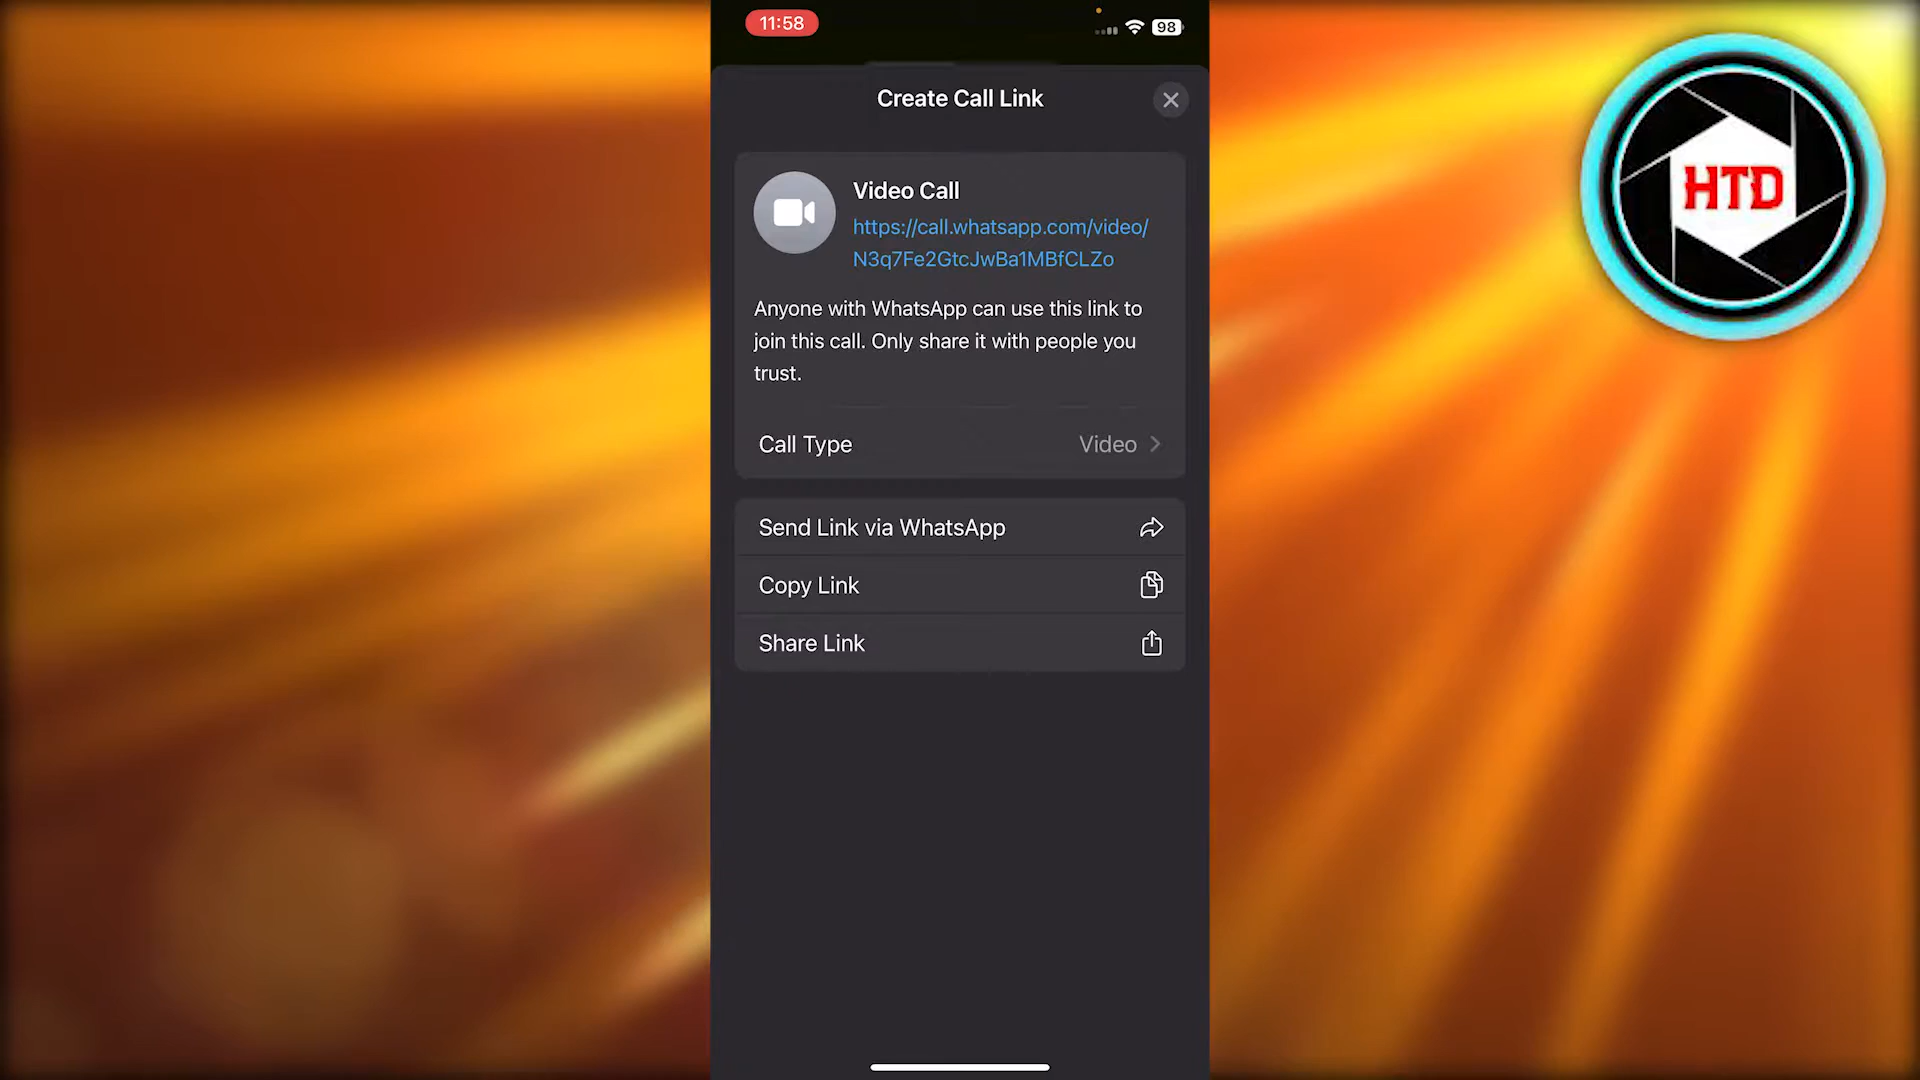 11:58
98
Create Call Link
Video Call
https://call.whatsapp.com/video/
N3q7Fe2GtcJwBa1MBfCLZo
Anyone with WhatsApp can use this link to
join this call. Only share it with people you
trust.
Call Type Video
Send Link via WhatsApp
Copy Link
Share Link
HTD